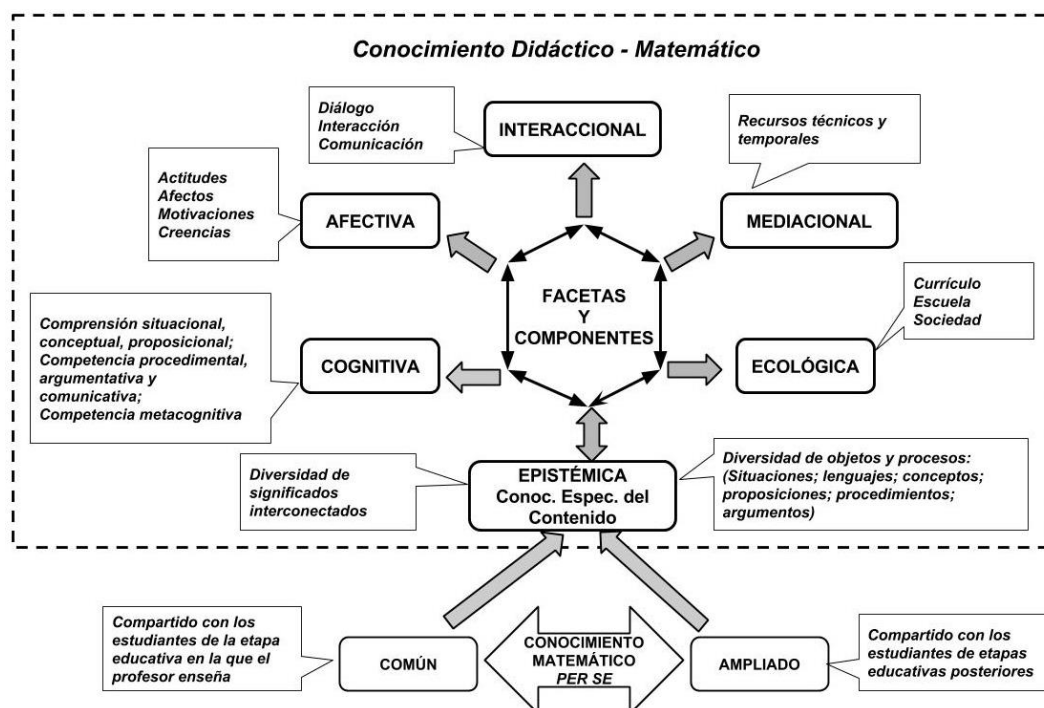 Conocimiento Didáctico - Matemático
Diálogo
Interacción
Comunicación
INTERACCIONAL
Recursos técnicos y
temporales
Actitudes
Afectos
Motivaciones
Creencias
AFECTIVA
MEDIACIONAL
FACETAS
Y
COMPONENTES
Currículo
Escuela
Sociedad
Comprensión situacional,
conceptual, proposicional;
Competencia procedimental,
argumentativa y
comunicativa;
Competencia metacognitiva
COGNITIVA
ECOLÓGICA
Diversidad de
significados
interconectados
EPISTÉMICA
Conoc. Espec. del
Contenido
Diversidad de objetos y procesos:
(Situaciones; lenguajes; conceptos;
proposiciones; procedimientos;
argumentos)
Compartido con los
estudiantes de la etapa
educativa en la que el
profesor enseña
COMÚN
CONOCIMIENTO
MATEMÁTICO
PER SE
AMPLIADO
Compartido con los
estudiantes de etapas
educativas posteriores